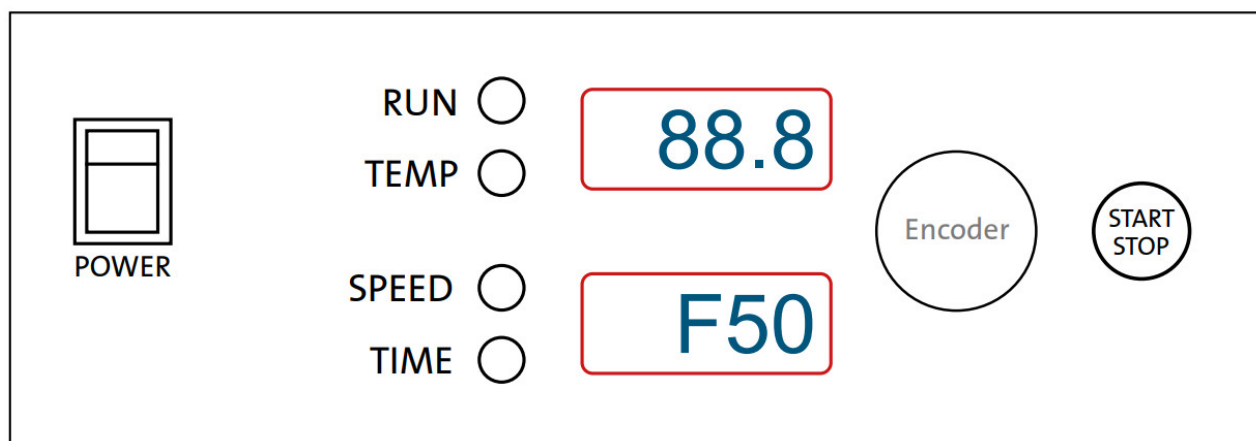 RUN
88.8
TEMP
Encoder
START
STOP
POWER
SPEED
F50
TIME